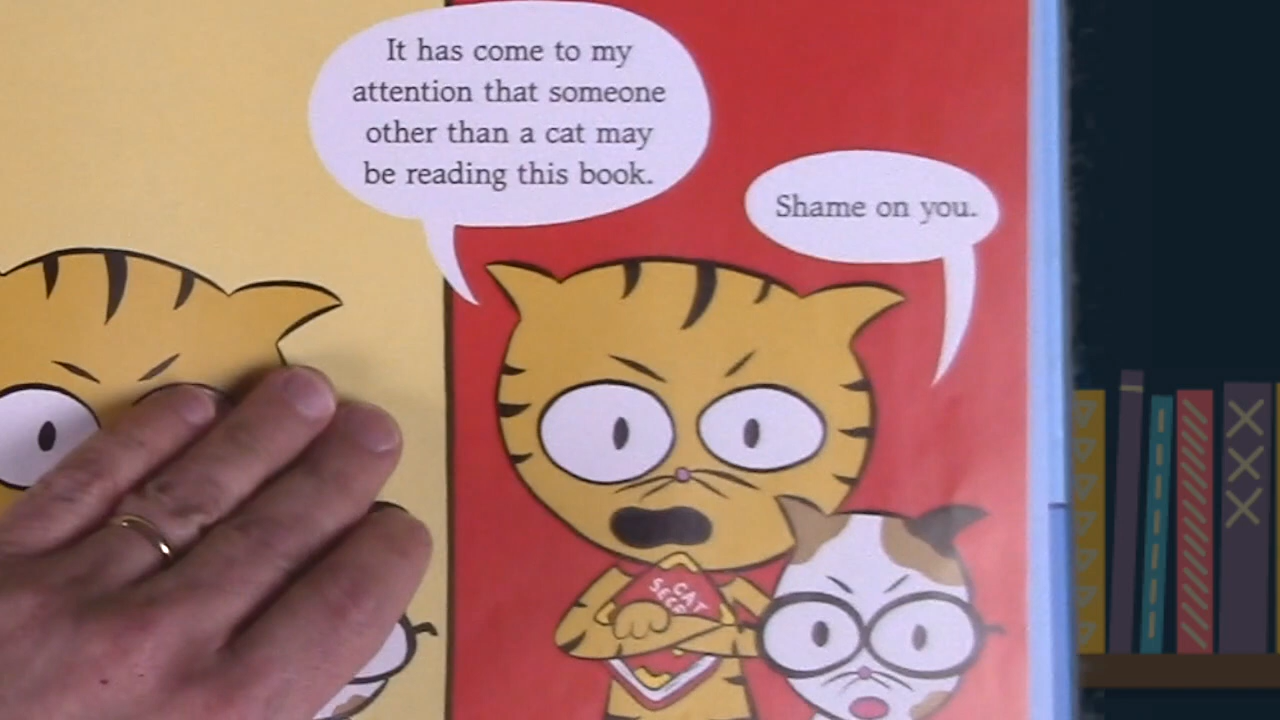 It has come to my
attention that someone
other than a cat may
be reading this book.
Shame on you.
CAT